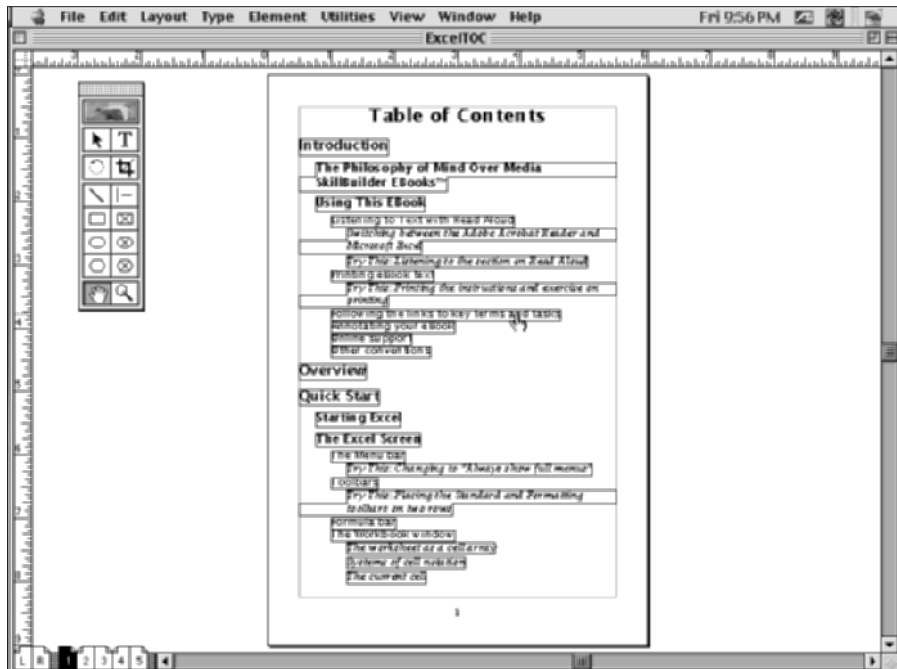 File Edit Layout Type Element Utilities View Window Help Fri 9:56 PM
ExcelTOC
Table of Contents
Introduction
The Philosophy of Mind Over Media
SkillBuilder EBooks™
Using This EBook
Listening to Text with Read Aloud
Switching between the Adobe Acrobat Reader and
Microsoft Excel
Try This: Listening to the section on Read Aloud
Printing eBook text
Try This: Printing the instructions and exercise on
printing
Following the links to key terms and tasks
Annotating your eBook
Online support
Other conventions
Overview
Quick Start
Starting Excel
The Excel Screen
The Menu bar
Try This: Changing to "Always show full menus"
Toolbars
Try This: Placing the Standard and Formatting
toolbars on two rows
Formula bar
The Workbook window
The worksheet as a cell array
Systems of cell notation
The current cell
1
L R 1 2 3 4 5